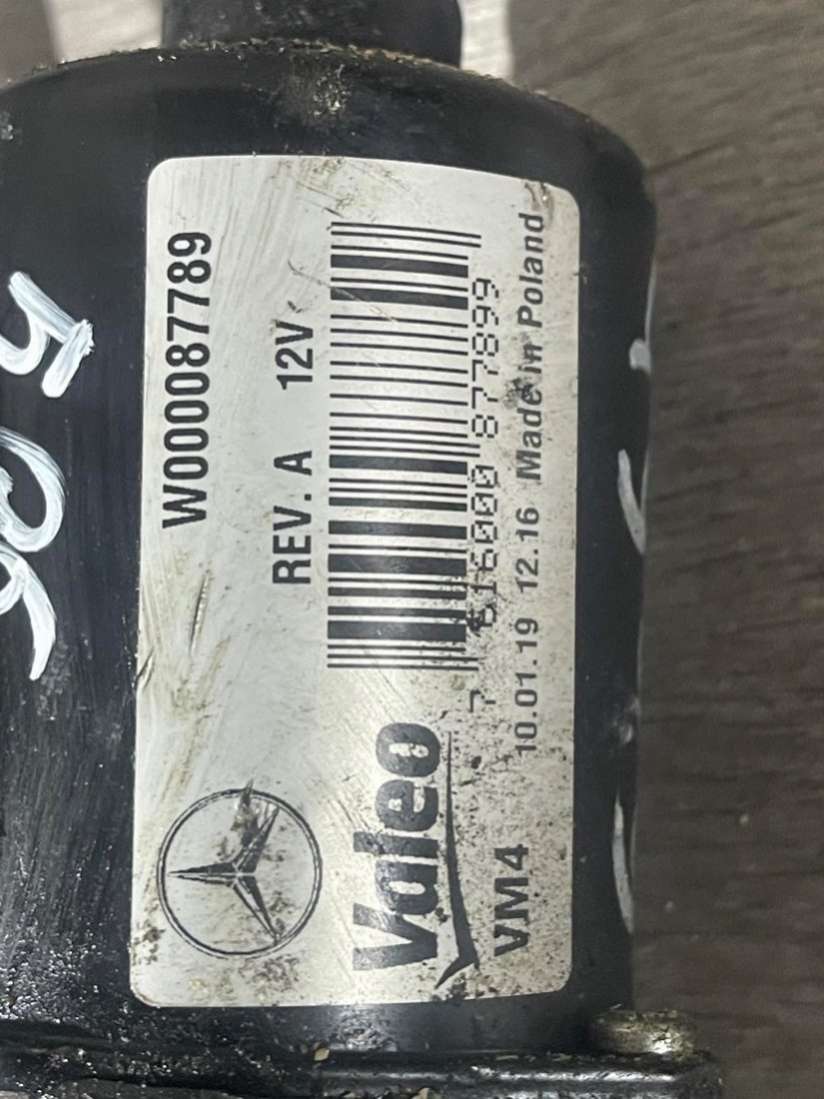 W000087789
REV. A 12V
7 616000 877899
Valeo
VM4
10.01.19 12.16 Made in Poland